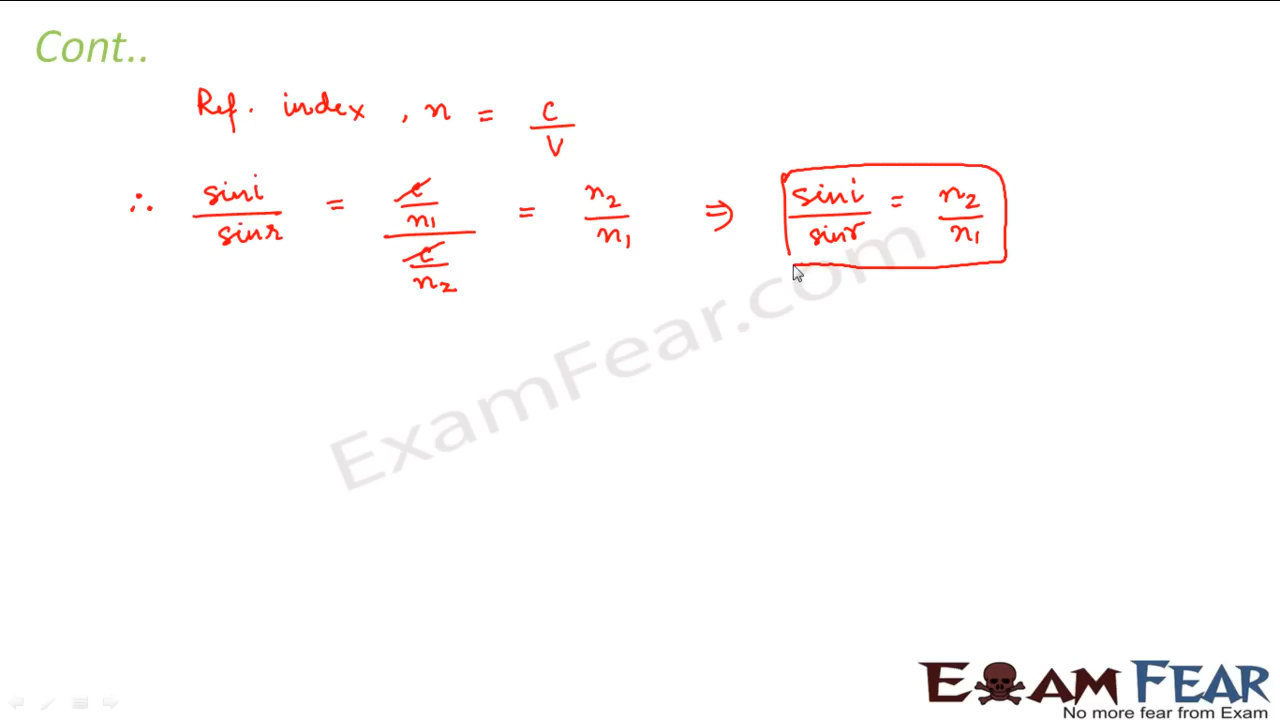 Cont..
Ref. index, n = c/v
∴ sini/sinr = (c/n₁)/(c/n₂) = n₂/n₁ ⇒ sini/sinr = n₂/n₁
ExamFear.com
EXAM FEAR
No more fear from Exam